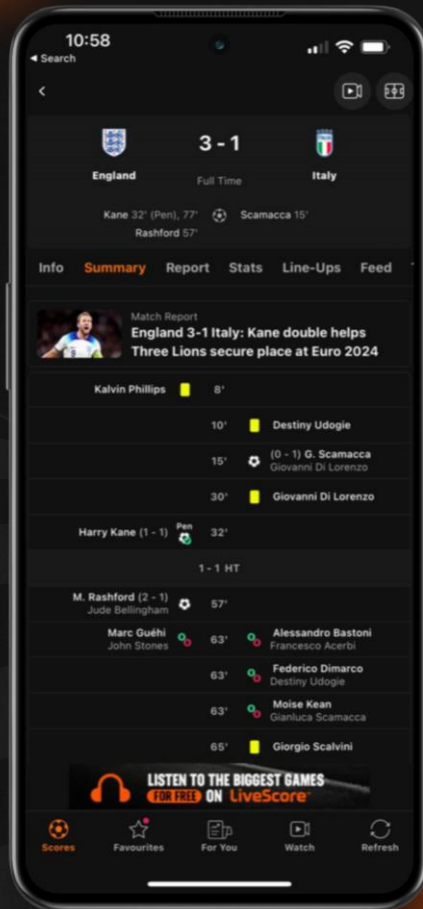 10:58
◄ Search
England
3 - 1
Italy
Full Time
Kane 32' (Pen), 77'
Scamacca 15'
Rashford 57'
Info Summary Report Stats Line-Ups Feed
Match Report
England 3-1 Italy: Kane double helps
Three Lions secure place at Euro 2024
Kalvin Phillips 8'
10' Destiny Udogie
15' (0 - 1) G. Scamacca
Giovanni Di Lorenzo
30' Giovanni Di Lorenzo
Harry Kane (1 - 1) Pen 32'
1 - 1 HT
M. Rashford (2 - 1) 57'
Jude Bellingham
Marc Guéhi 63' Alessandro Bastoni
John Stones Francesco Acerbi
63' Federico Dimarco
Destiny Udogie
63' Moise Kean
Gianluca Scamacca
65' Giorgio Scalvini
LISTEN TO THE BIGGEST GAMES
FOR FREE ON LiveScore
Scores Favourites For You Watch Refresh